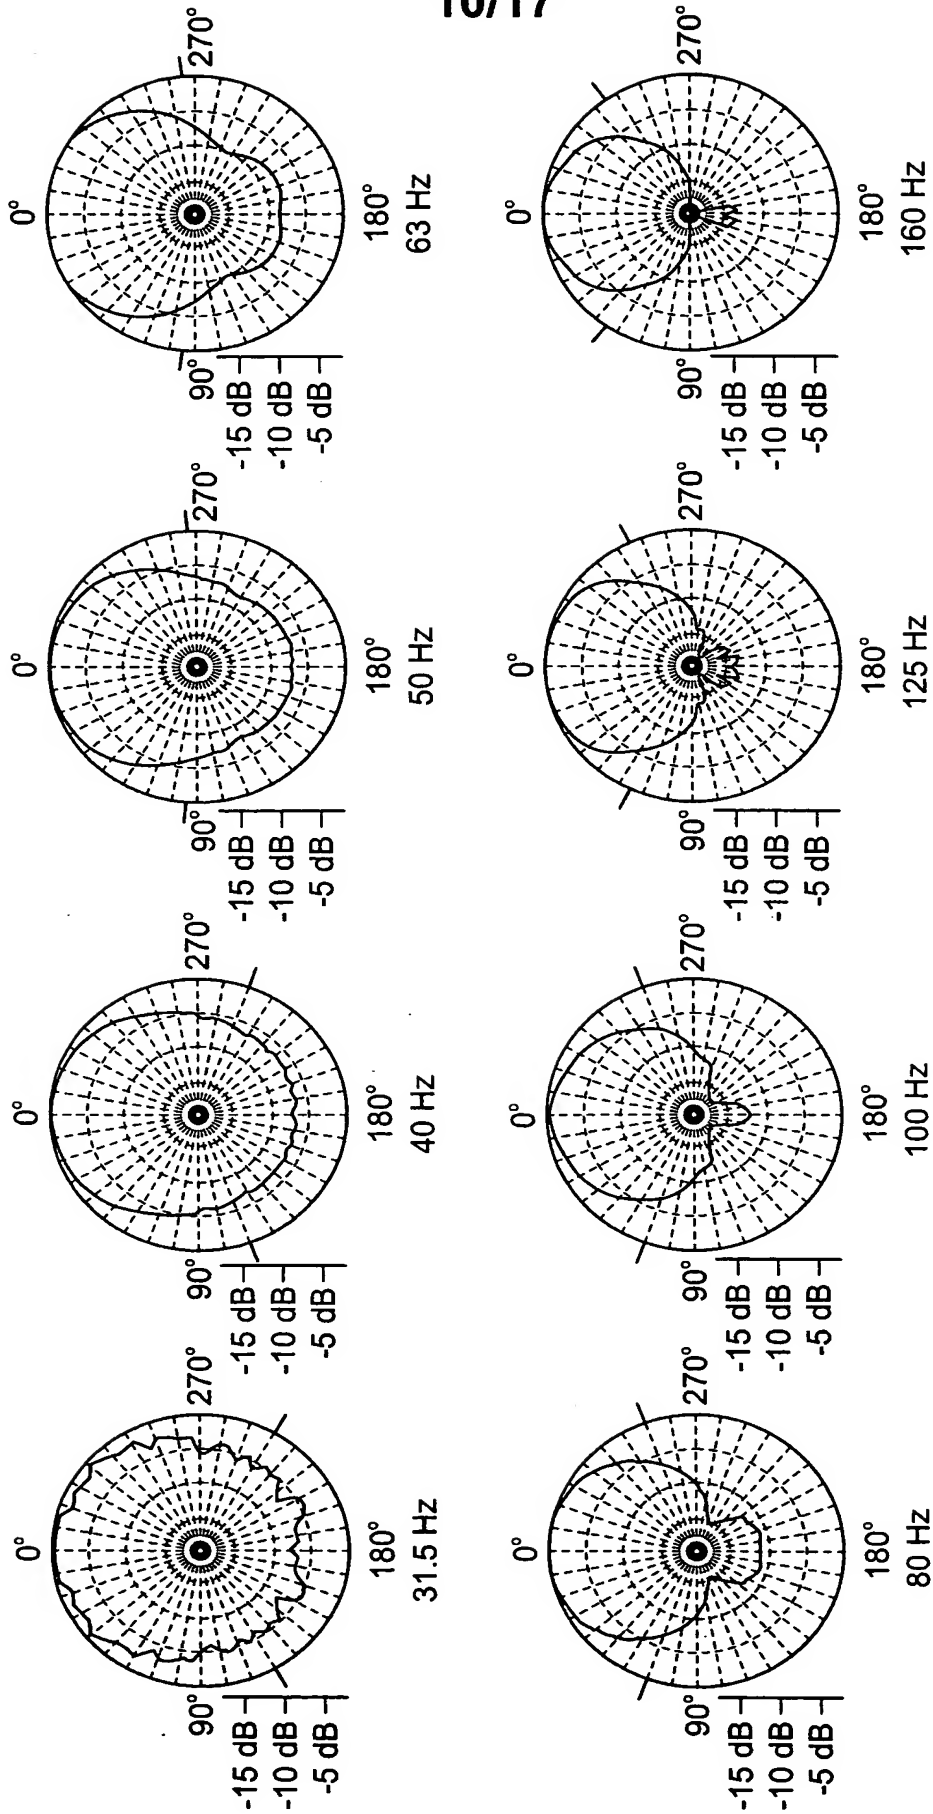 16/17
0°
90°
270°
-15 dB
-10 dB
-5 dB
180°
31.5 Hz
0°
90°
270°
-15 dB
-10 dB
-5 dB
180°
40 Hz
0°
90°
270°
-15 dB
-10 dB
-5 dB
180°
50 Hz
0°
90°
270°
-15 dB
-10 dB
-5 dB
180°
63 Hz
0°
90°
270°
-15 dB
-10 dB
-5 dB
180°
80 Hz
0°
90°
270°
-15 dB
-10 dB
-5 dB
180°
100 Hz
0°
90°
270°
-15 dB
-10 dB
-5 dB
180°
125 Hz
0°
90°
270°
-15 dB
-10 dB
-5 dB
180°
160 Hz